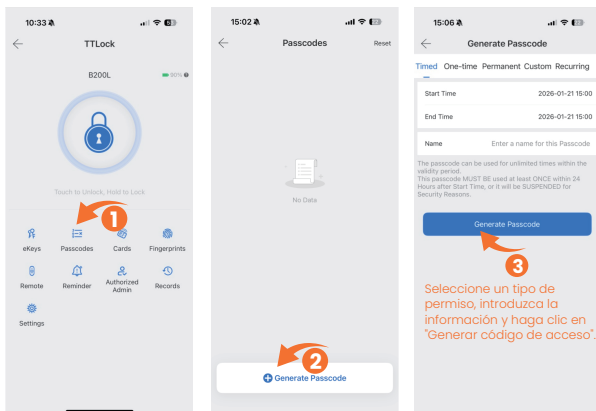 10:33
TTLock
B200L
90%
Touch to Unlock, Hold to Lock
1
eKeys
Passcodes
Cards
Fingerprints
Remote
Reminder
Authorized
Admin
Records
Settings
15:02
Passcodes
Reset
No Data
2
Generate Passcode
15:06
Generate Passcode
Timed One-time Permanent Custom Recurring
Start Time 2026-01-21 15:00
End Time 2026-01-21 15:00
Name Enter a name for this Passcode
The passcode can be used for unlimited times within the
validity period.
This passcode MUST BE used at least ONCE within 24
Hours after Start Time, or it will be SUSPENDED for
Security Reasons.
Generate Passcode
3
Seleccione un tipo de
permiso, introduzca la
información y haga clic en
"Generar código de acceso".